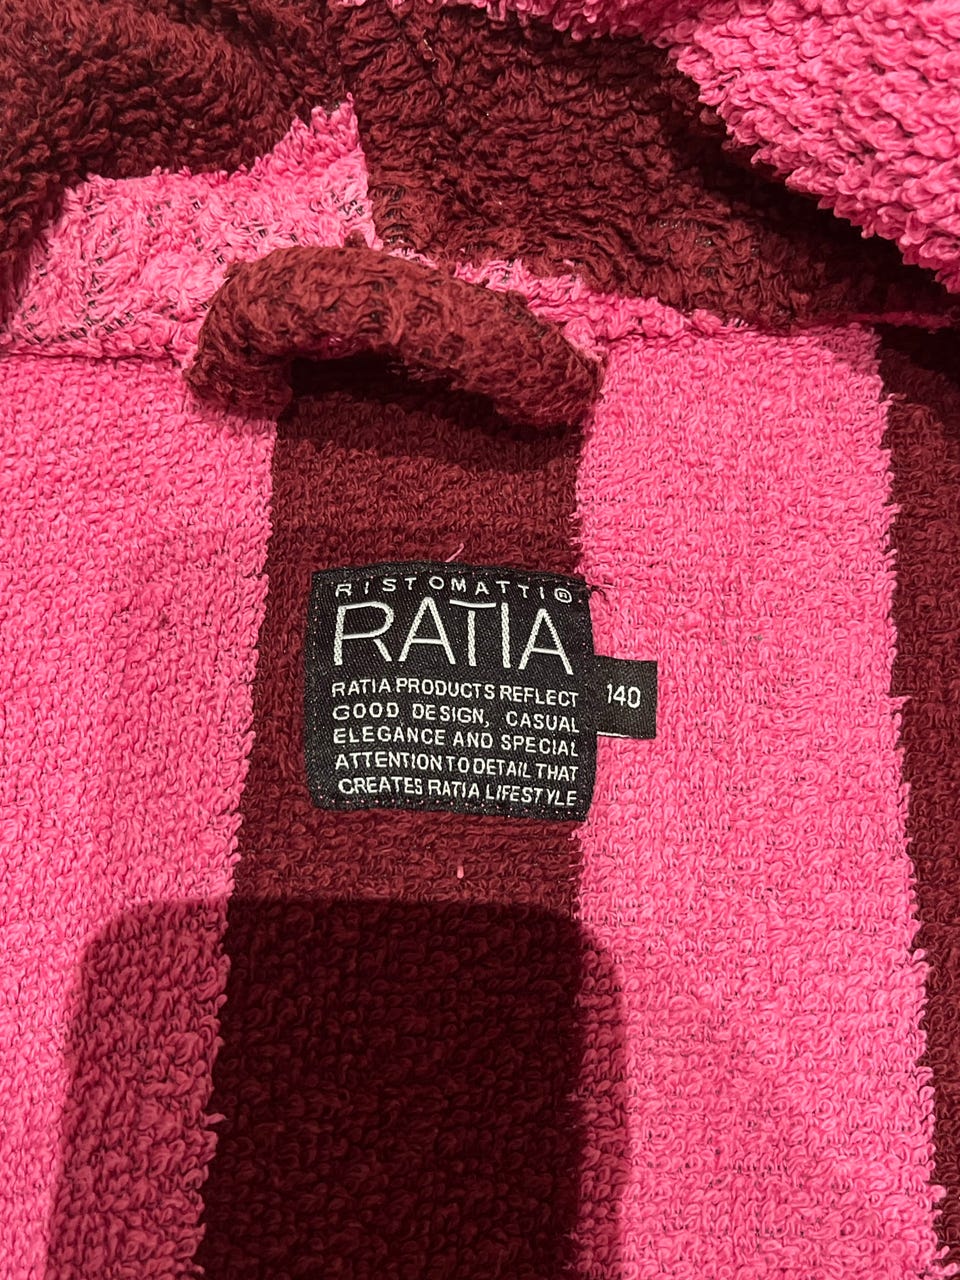 RISTOMATTI®
RATIA
RATIA PRODUCTS REFLECT
GOOD DESIGN, CASUAL
ELEGANCE AND SPECIAL
ATTENTION TO DETAIL THAT
CREATES RATIA LIFESTYLE
140